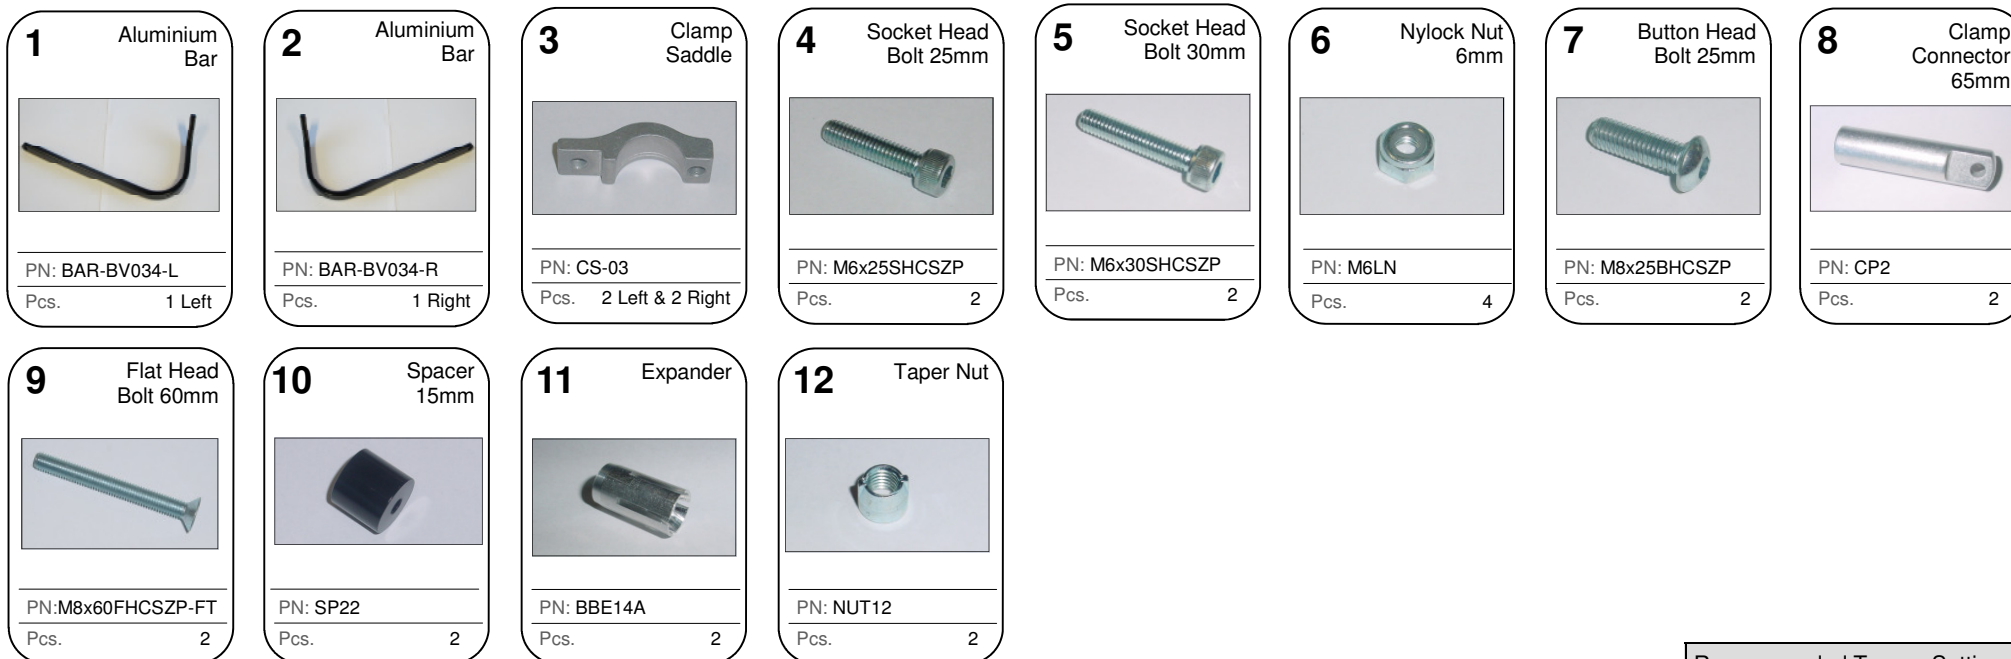 1
Aluminium
Bar
PN: BAR-BV034-L
Pcs. 1 Left
2
Aluminium
Bar
PN: BAR-BV034-R
Pcs. 1 Right
3
Clamp
Saddle
PN: CS-03
Pcs. 2 Left & 2 Right
4
Socket Head
Bolt 25mm
PN: M6x25SHCSZP
Pcs. 2
5
Socket Head
Bolt 30mm
PN: M6x30SHCSZP
Pcs. 2
6
Nylock Nut
6mm
PN: M6LN
Pcs. 4
7
Button Head
Bolt 25mm
PN: M8x25BHCSZP
Pcs. 2
8
Clamp
Connector
65mm
PN: CP2
Pcs. 2
9
Flat Head
Bolt 60mm
PN:M8x60FHCSZP-FT
Pcs. 2
10
Spacer
15mm
PN: SP22
Pcs. 2
11
Expander
PN: BBE14A
Pcs. 2
12
Taper Nut
PN: NUT12
Pcs. 2